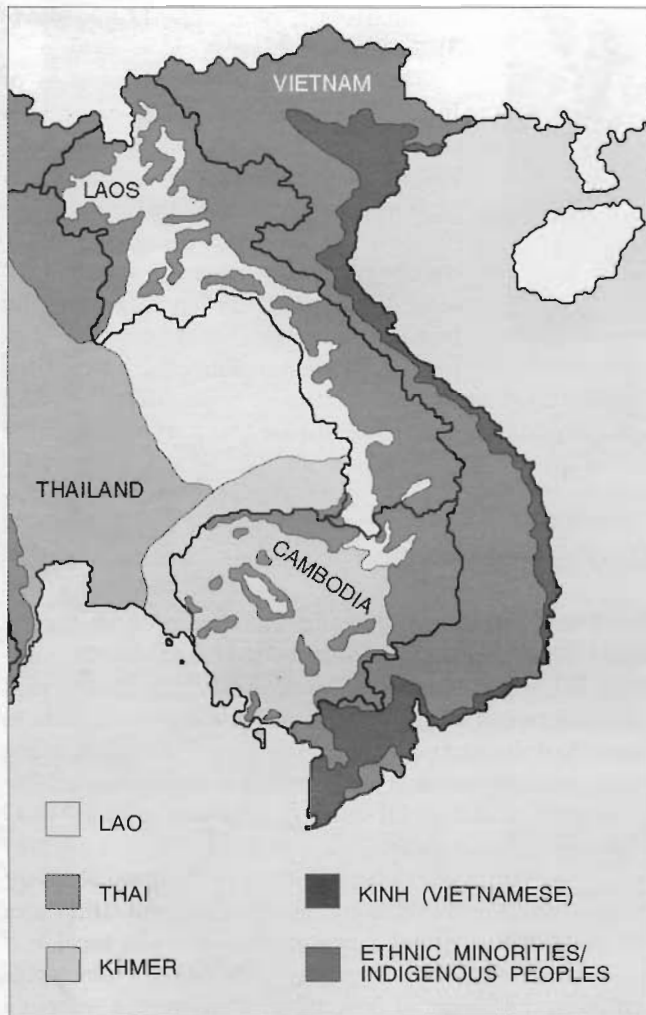 VIETNAM
LAOS
THAILAND
CAMBODIA
LAO
THAI
KHMER
KINH (VIETNAMESE)
ETHNIC MINORITIES/
INDIGENOUS PEOPLES